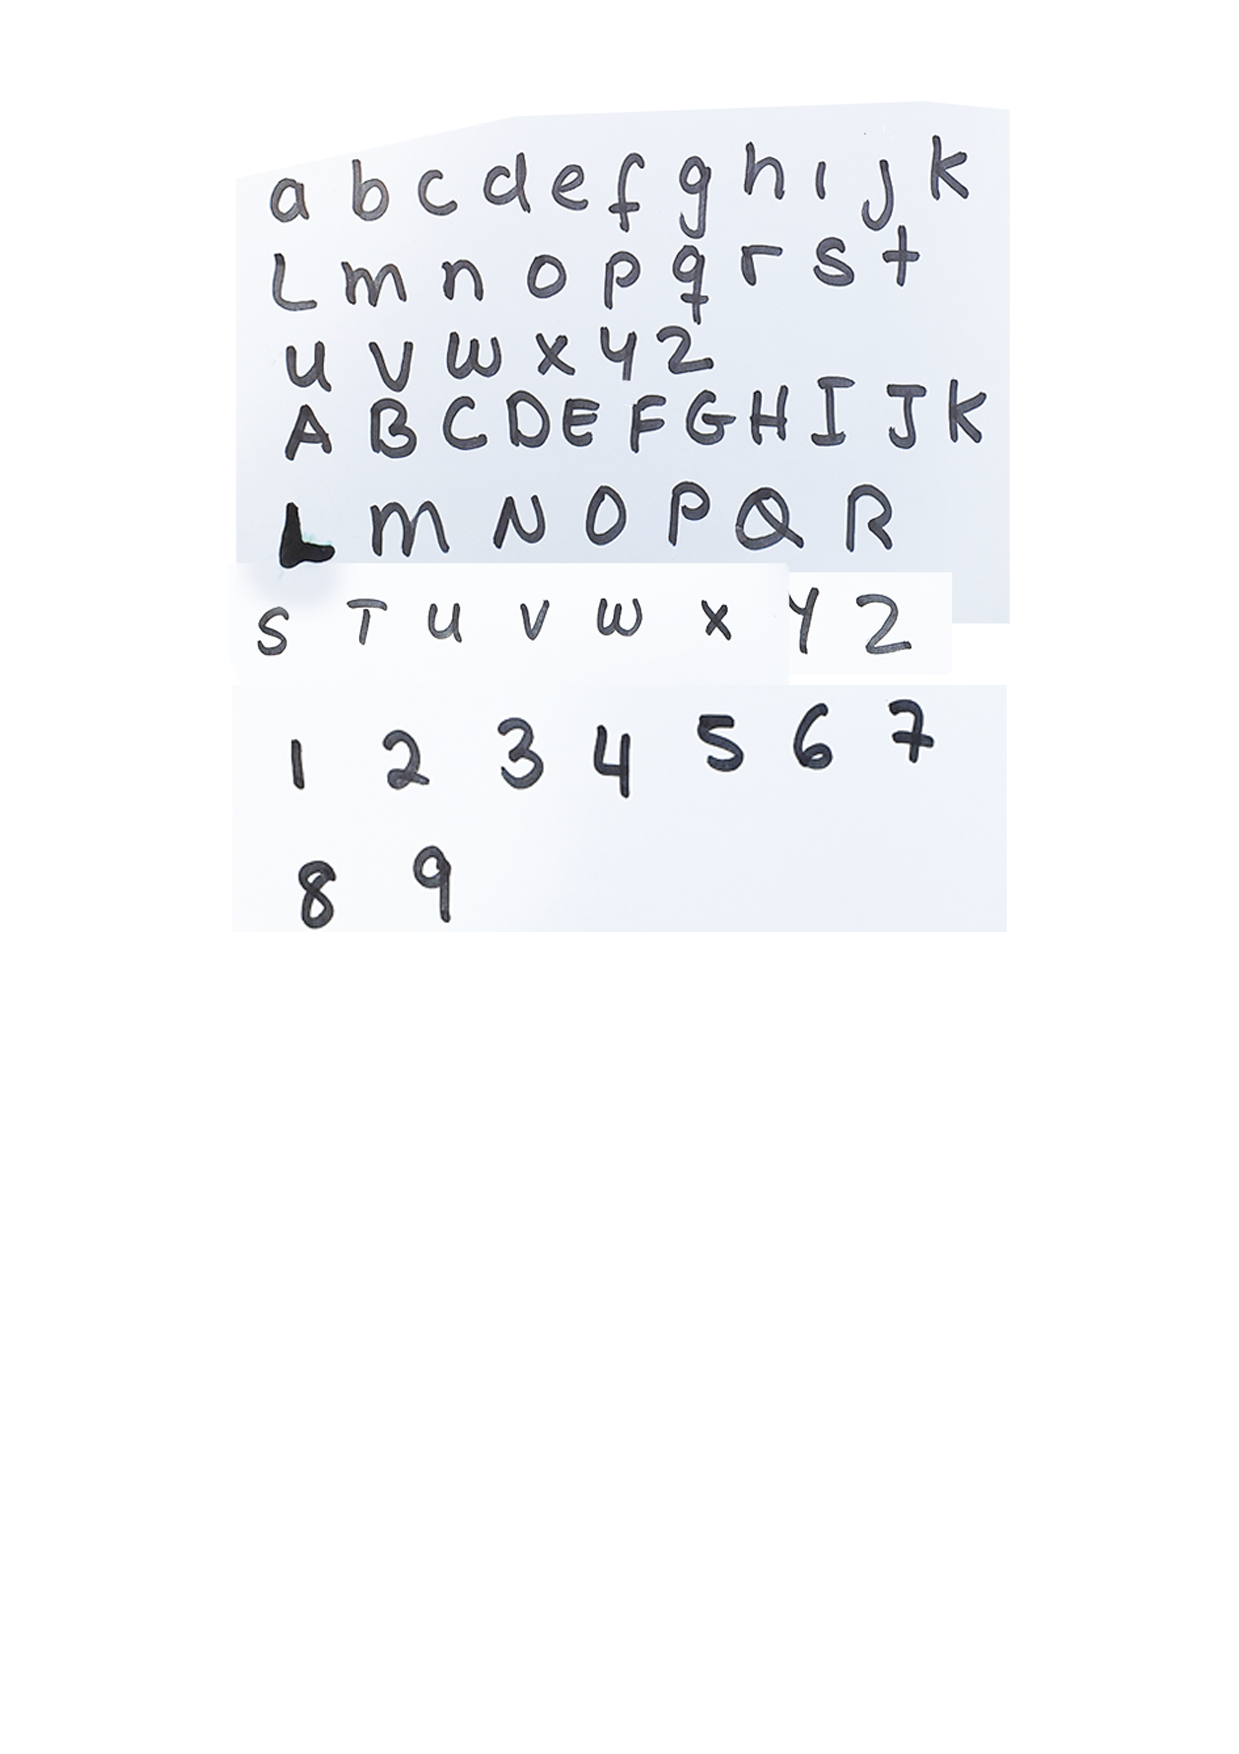 a b c d e f g h ı ȷ k
L m n o p q r s t
u v w x y z
A B C D E F G H I J K
L M N O P Q R
S T U V W X Y Z
1 2 3 4 5 6 7
8 9